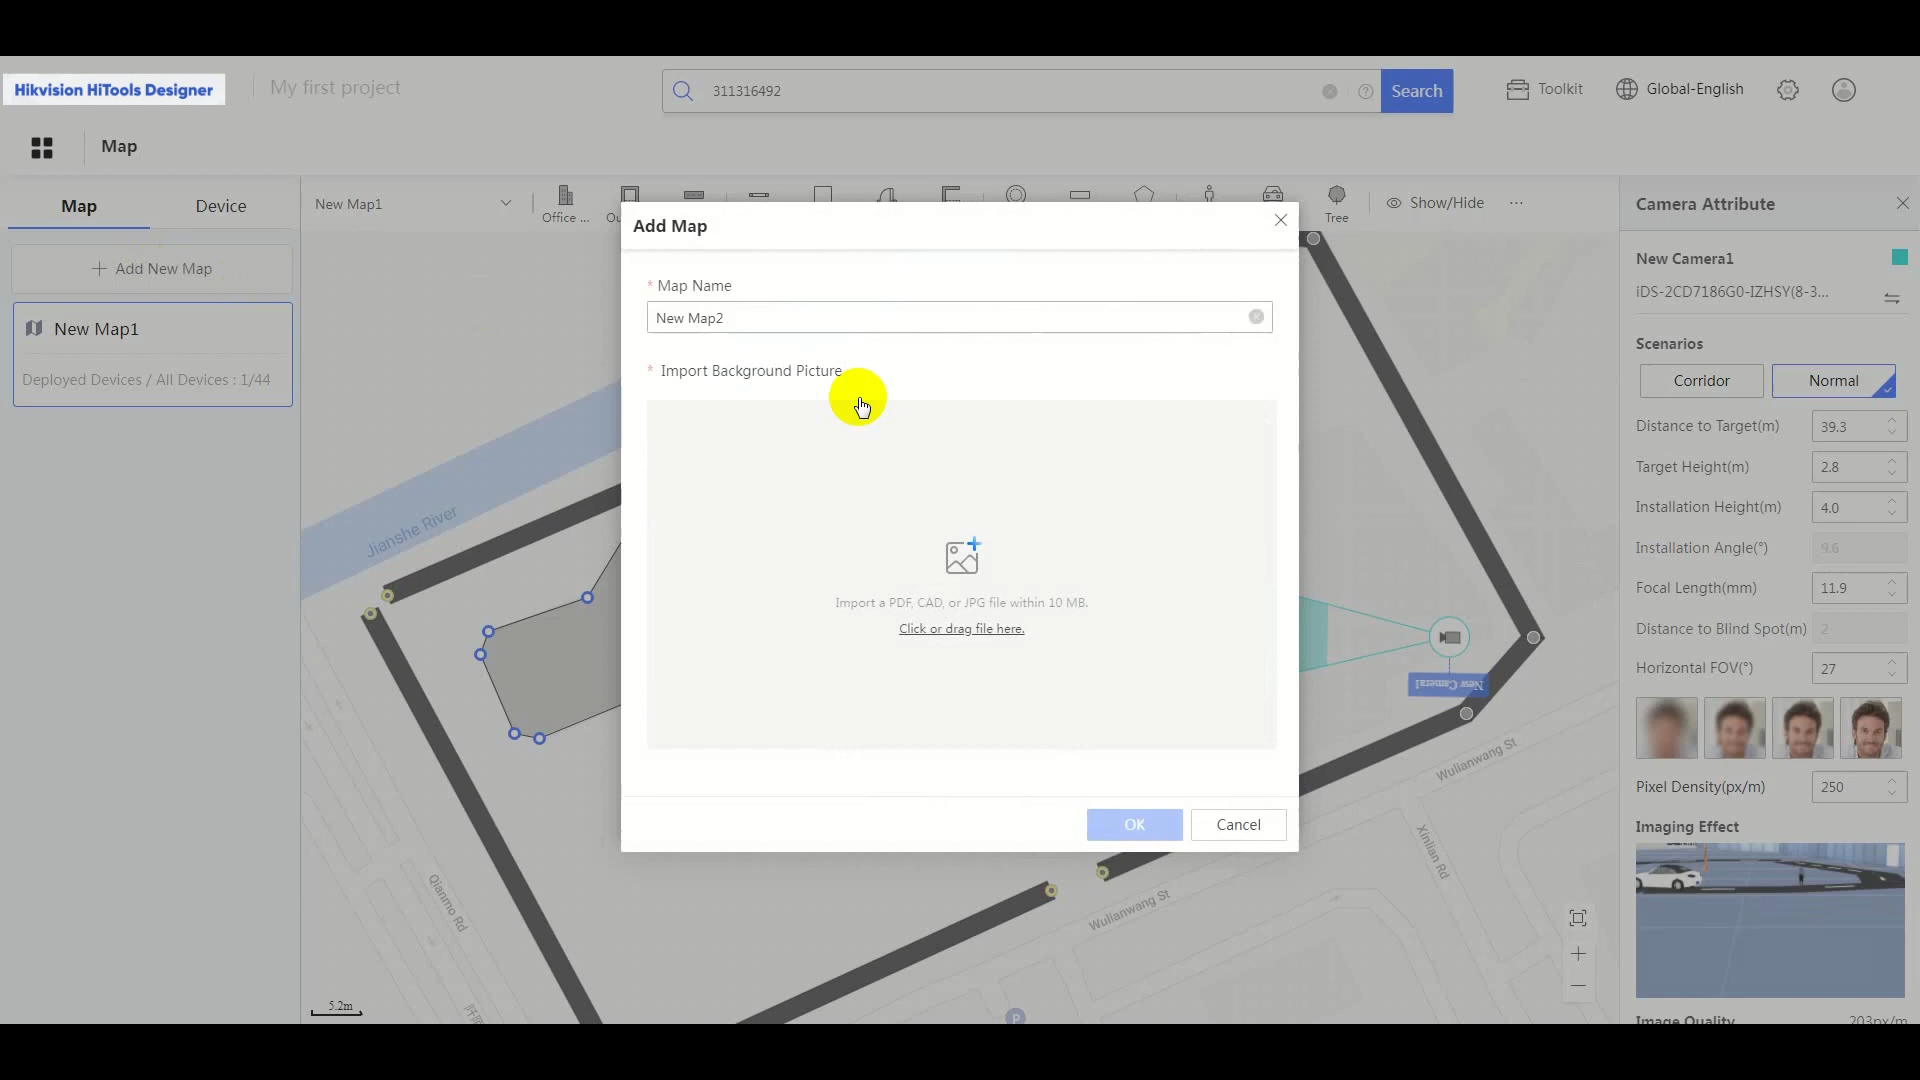 Hikvision HiTools Designer
My first project
311316492
Search
Toolkit
Global-English
Map
Map
Device
Add New Map
New Map1
Deployed Devices / All Devices : 1/44
New Map1
Office ...
Tree
Show/Hide
...
Add Map
* Map Name
New Map2
* Import Background Picture
Import a PDF, CAD, or JPG file within 10 MB.
Click or drag file here.
OK
Cancel
Jianshe River
Qianmo Rd
Wulianwang St
Wulianwang St
Xinlian Rd
New Camera1
P
5.2m
Camera Attribute
New Camera1
iDS-2CD7186G0-IZHSY(8-3...
Scenarios
Corridor
Normal
Distance to Target(m)
39.3
Target Height(m)
2.8
Installation Height(m)
4.0
Installation Angle(°)
9.6
Focal Length(mm)
11.9
Distance to Blind Spot(m)
2
Horizontal FOV(°)
27
Pixel Density(px/m)
250
Imaging Effect
Image Quality
203px/m